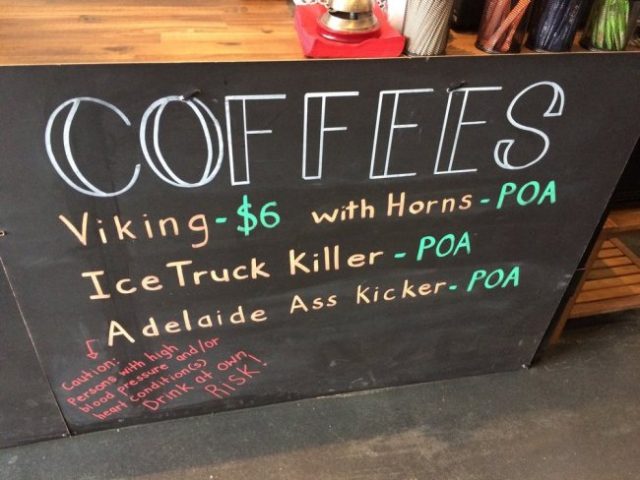 COFFEES
Viking - $6 with Horns - POA
Ice Truck Killer - POA
Adelaide Ass Kicker - POA
Caution:
Persons with high
blood pressure and/or
heart condition(s)
Drink at own
RISK!